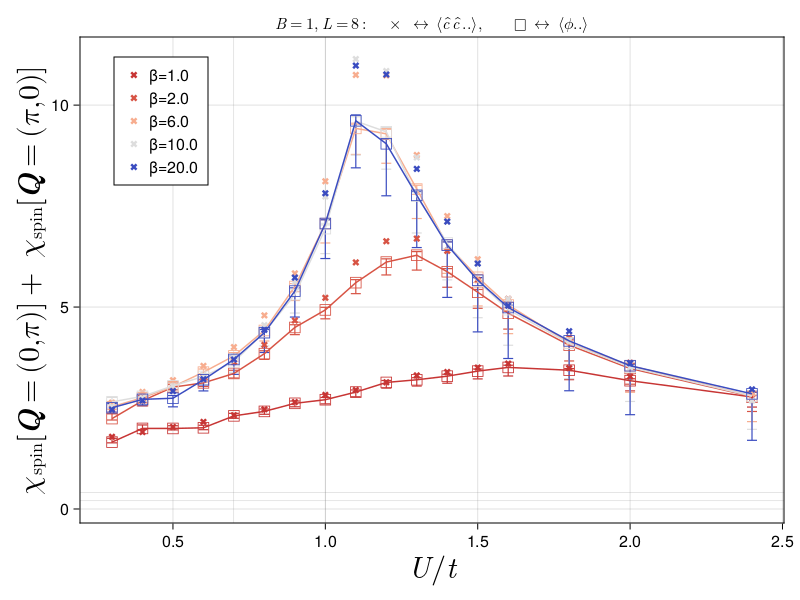 B = 1, L = 8 :   × ↔ ⟨ĉ ĉ ..⟩,   □ ↔ ⟨ϕ..⟩
χspin[Q = (0,π)] + χspin[Q = (π,0)]
10
5
0
β=1.0
β=2.0
β=6.0
β=10.0
β=20.0
0.5 1.0 1.5 2.0 2.5
U/t